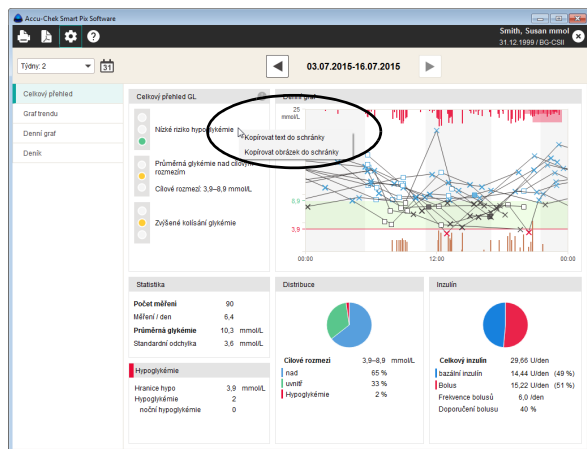 Accu-Chek Smart Pix Software
Smith, Susan mmol
31.12.1999 / BG-CSII
Týdny: 2
31
03.07.2015-16.07.2015
Celkový přehled
Graf trendu
Denní graf
Deník
Celkový přehled GL
Nízké riziko hypoglykémie
Průměrná glykémie nad cílovým
rozmezím
Cílové rozmezí: 3,9–8,9 mmol/L
Zvýšené kolísání glykémie
Kopírovat text do schránky
Kopírovat obrázek do schránky
Denní graf
25
mmol/L
8,9
3,9
00:00
12:00
00:00
Statistika
Počet měření 90
Měření / den 6,4
Průměrná glykémie 10,3 mmol/L
Standardní odchylka 3,6 mmol/L
Hypoglykémie
Hranice hypo 3,9 mmol/L
Hypoglykémie 2
noční hypoglykémie 0
Distribuce
Cílové rozmezí 3,9–8,9 mmol/L
nad 65 %
uvnitř 33 %
Hypoglykémie 2 %
Inzulín
Celkový inzulín 29,66 U/den
bazální inzulín 14,44 U/den (49 %)
Bolus 15,22 U/den (51 %)
Frekvence bolusů 6,0 /den
Doporučení bolusu 40 %